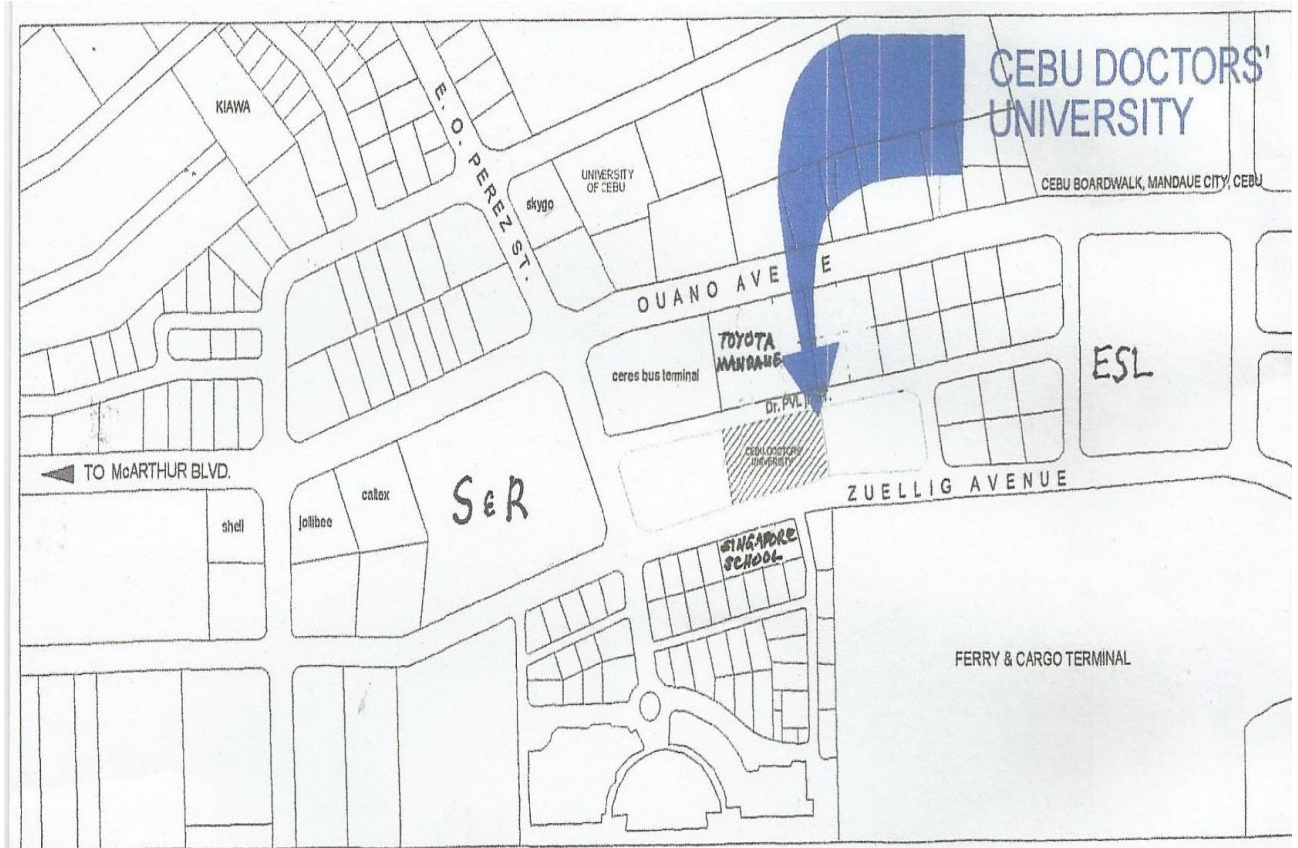 CEBU DOCTORS'
UNIVERSITY
CEBU BOARDWALK, MANDAUE CITY, CEBU
KIAWA
E. O. PEREZ ST.
UNIVERSITY
OF CEBU
skygo
OUANO AVE E
TOYOTA
MANDAUE
ceres bus terminal
ESL
Dr. PVL
CEBU DOCTORS'
UNIVERSITY
TO McARTHUR BLVD.
ZUELLIG AVENUE
caltex
S & R
shell
jollibee
SINGAPORE
SCHOOL
FERRY & CARGO TERMINAL